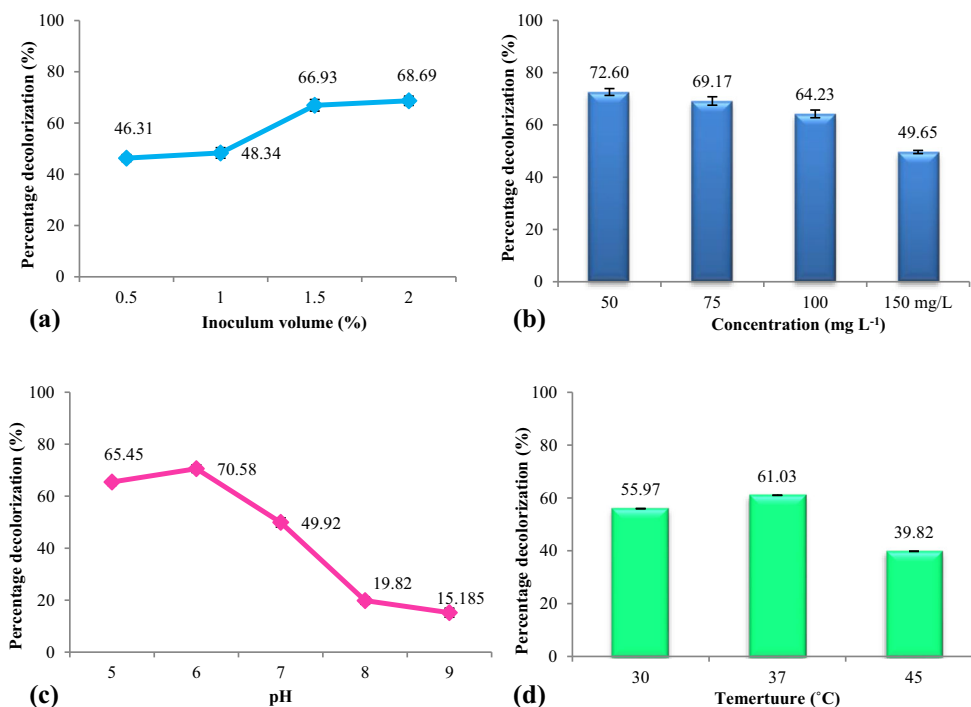 100
80
60
40
20
0
Percentage decolorization (%)
46.31
48.34
66.93
68.69
0.5 1 1.5 2
Inoculum volume (%)
(a)
100
80
60
40
20
0
Percentage decolorization (%)
72.60
69.17
64.23
49.65
50 75 100 150 mg/L
Concentration (mg L⁻¹)
(b)
100
80
60
40
20
0
Percentage decolorization (%)
65.45
70.58
49.92
19.82
15.185
5 6 7 8 9
pH
(c)
100
80
60
40
20
0
Percentage decolorization (%)
55.97
61.03
39.82
30 37 45
Temertuure (˚C)
(d)